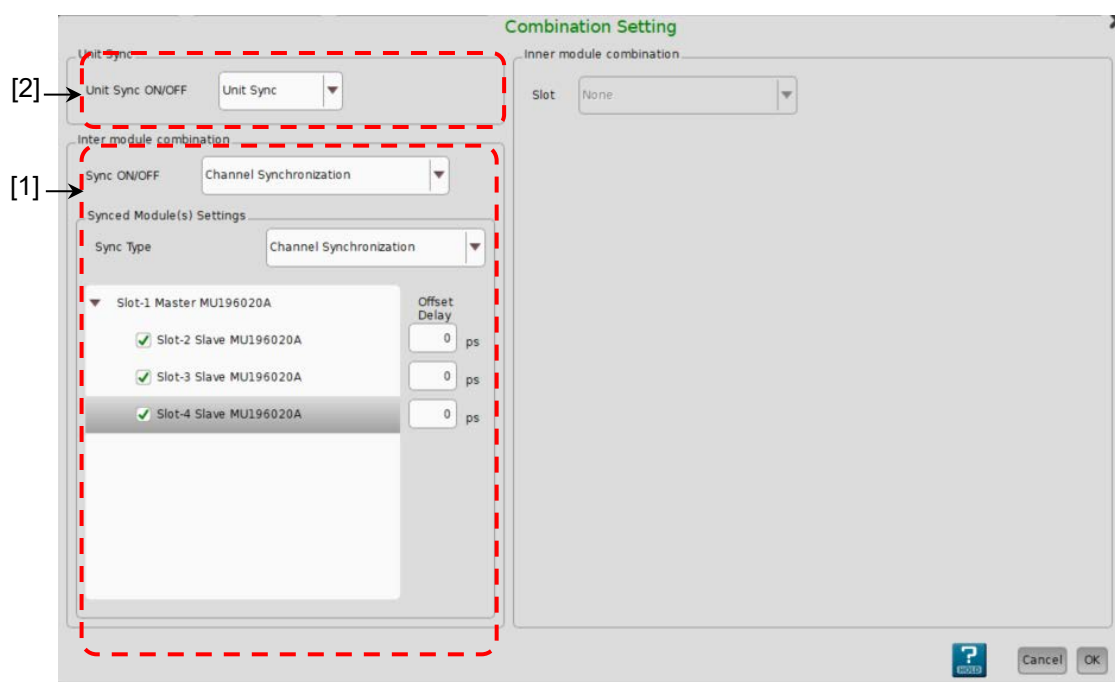 Combination Setting
Unit Sync
[2]
Unit Sync ON/OFF
Unit Sync
Inter module combination
[1]
Sync ON/OFF
Channel Synchronization
Synced Module(s) Settings
Sync Type
Channel Synchronization
Slot-1 Master MU196020A
Offset
Delay
Slot-2 Slave MU196020A
0 ps
Slot-3 Slave MU196020A
0 ps
Slot-4 Slave MU196020A
0 ps
Inner module combination
Slot
None
?
HOLD
Cancel
OK